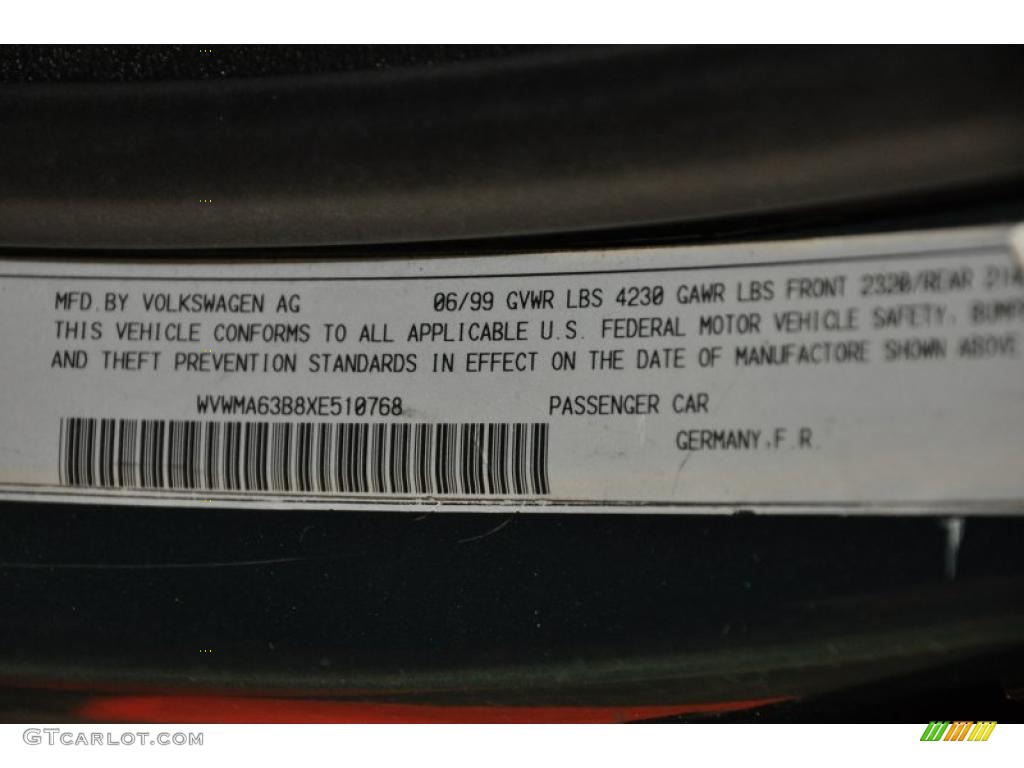 MFD.BY VOLKSWAGEN AG 06/99 GVWR LBS 4230 GAWR LBS FRONT 2320/REAR
THIS VEHICLE CONFORMS TO ALL APPLICABLE U.S. FEDERAL MOTOR VEHICLE SAFETY,
AND THEFT PREVENTION STANDARDS IN EFFECT ON THE DATE OF MANUFACTORE SHOWN ABOVE
WVWMA63B8XE510768 PASSENGER CAR
GERMANY,F.R.
GTCARLOT.COM